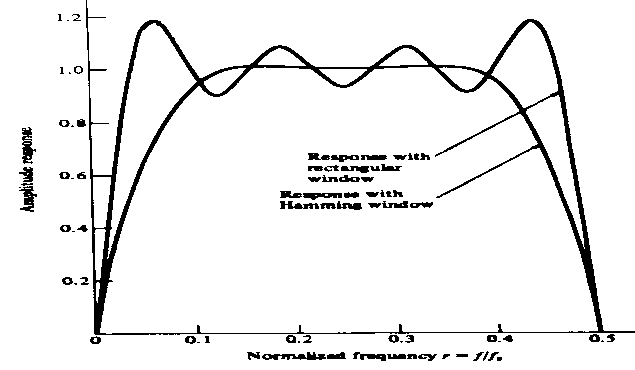 1.2
1.0
0.8
0.6
0.4
0.2
Amplitude response
Response with
rectangular
window
Response with
Hamming window
0
0.1
0.2
0.3
0.4
0.5
Normalized frequency r = f/fs